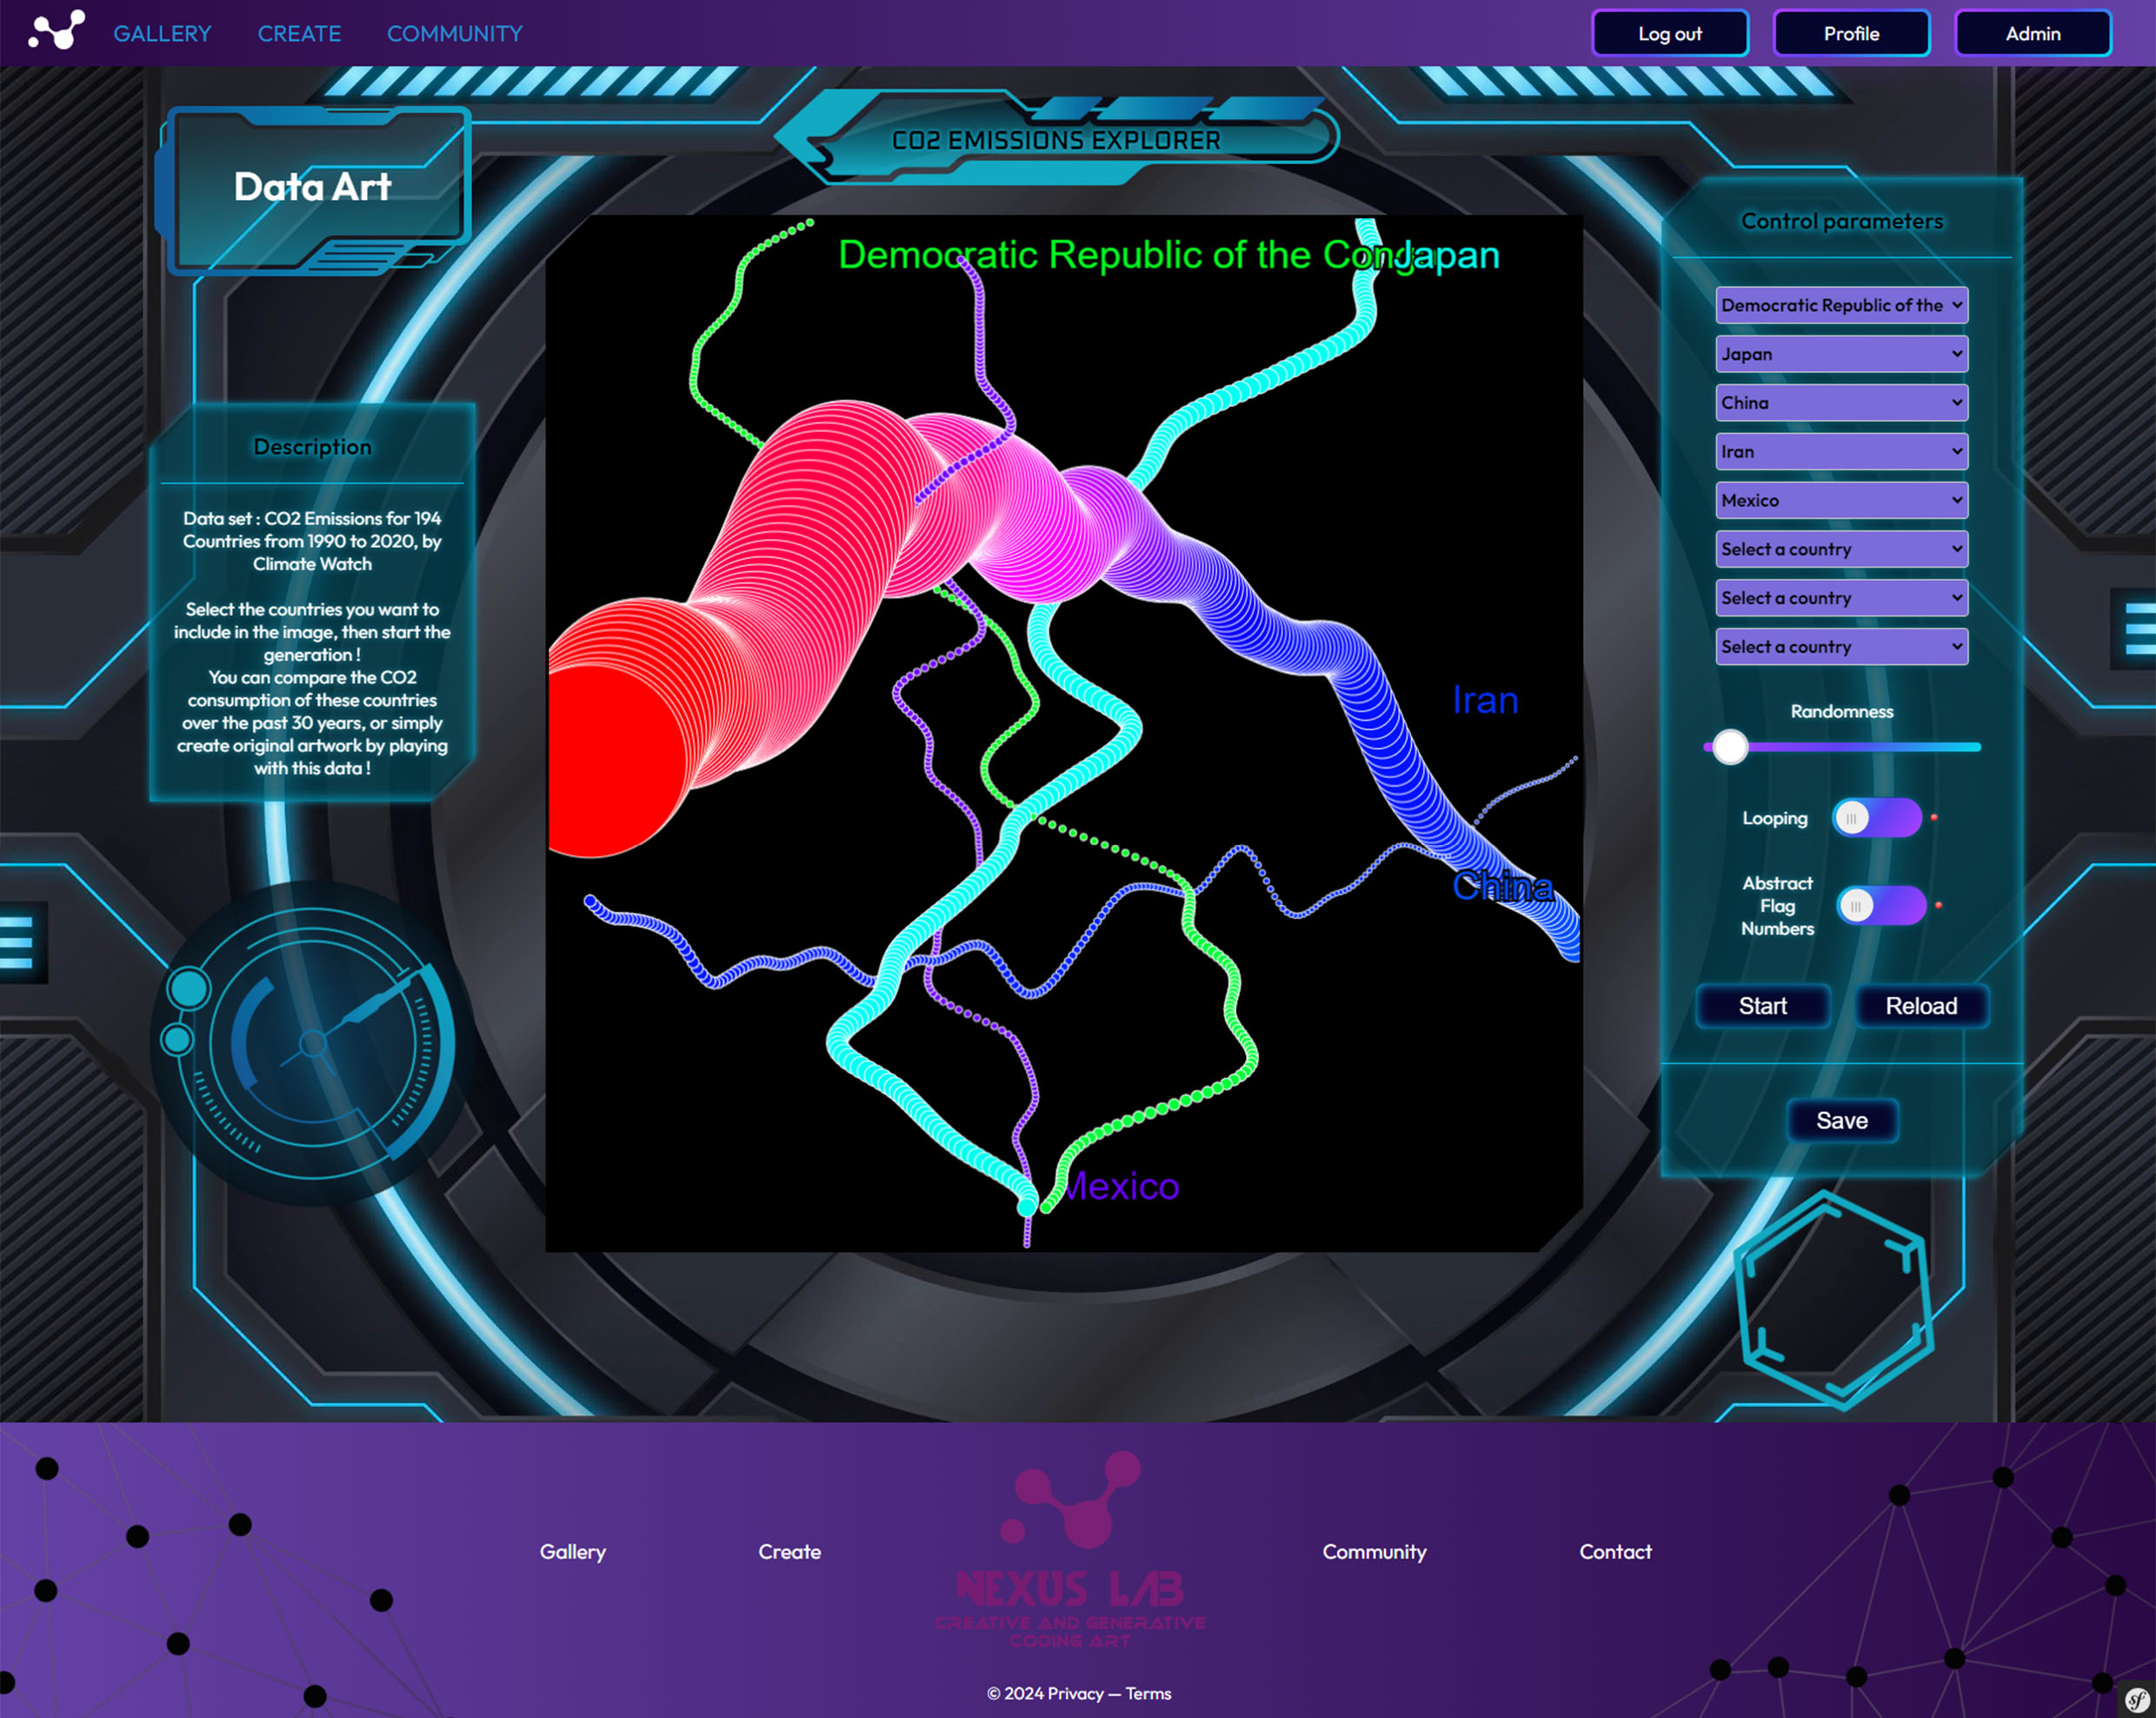 GALLERY
CREATE
COMMUNITY
Log out
Profile
Admin
Data Art
CO2 EMISSIONS EXPLORER
Description
Data set : CO2 Emissions for 194
Countries from 1990 to 2020, by
Climate Watch
Select the countries you want to
include in the image, then start the
generation !
You can compare the CO2
consumption of these countries
over the past 30 years, or simply
create original artwork by playing
with this data !
Democratic Republic of the Congo
Japan
Iran
China
Mexico
Control parameters
Democratic Republic of the
Japan
China
Iran
Mexico
Select a country
Select a country
Select a country
Randomness
Looping
Abstract
Flag
Numbers
Start
Reload
Save
Gallery
Create
NEXUS LAB
CREATIVE AND GENERATIVE
CODING ART
Community
Contact
© 2024 Privacy — Terms
sf